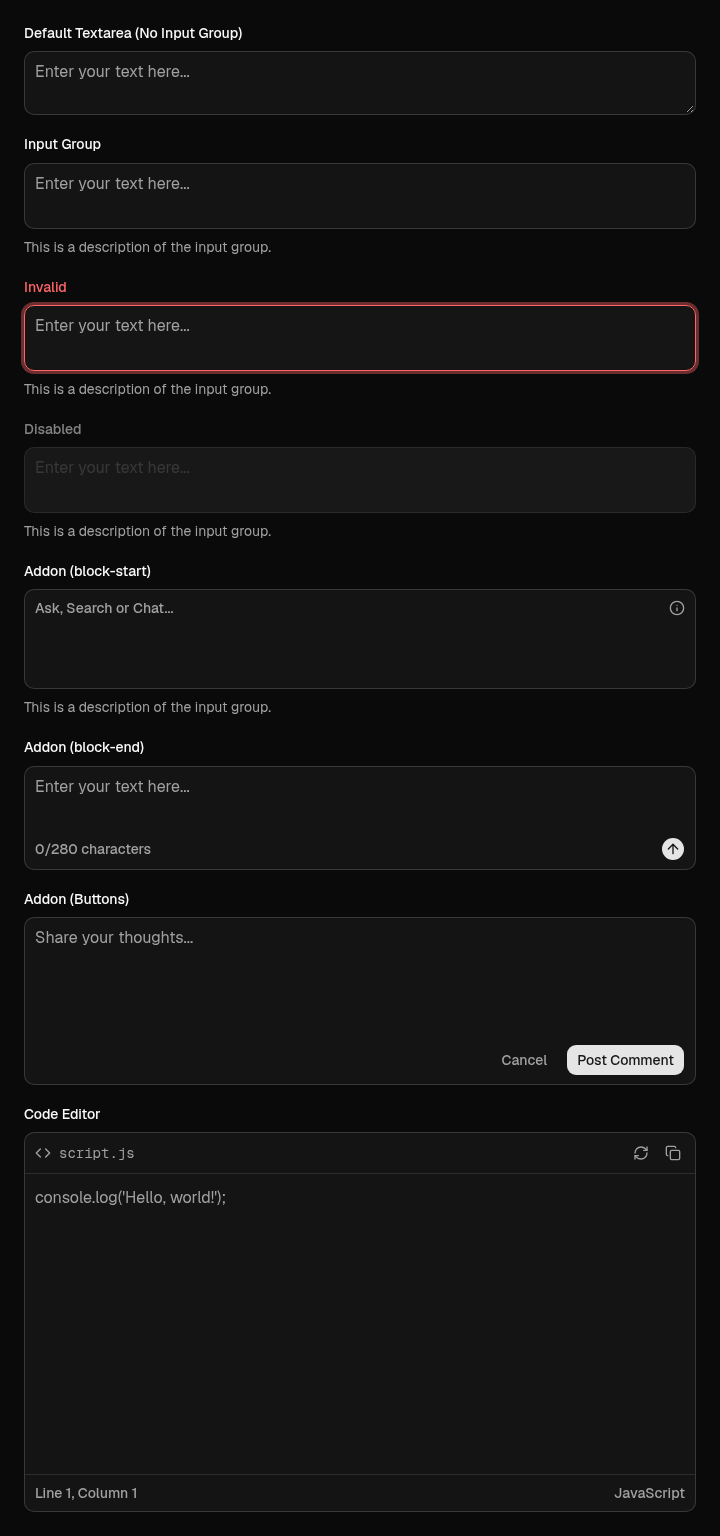 Default Textarea (No Input Group)
Enter your text here...
Input Group
Enter your text here...
This is a description of the input group.
Invalid
Enter your text here...
This is a description of the input group.
Disabled
Enter your text here...
This is a description of the input group.
Addon (block-start)
Ask, Search or Chat...
This is a description of the input group.
Addon (block-end)
Enter your text here...
0/280 characters
Addon (Buttons)
Share your thoughts...
Cancel Post Comment
Code Editor
script.js
console.log('Hello, world!');
Line 1, Column 1 JavaScript